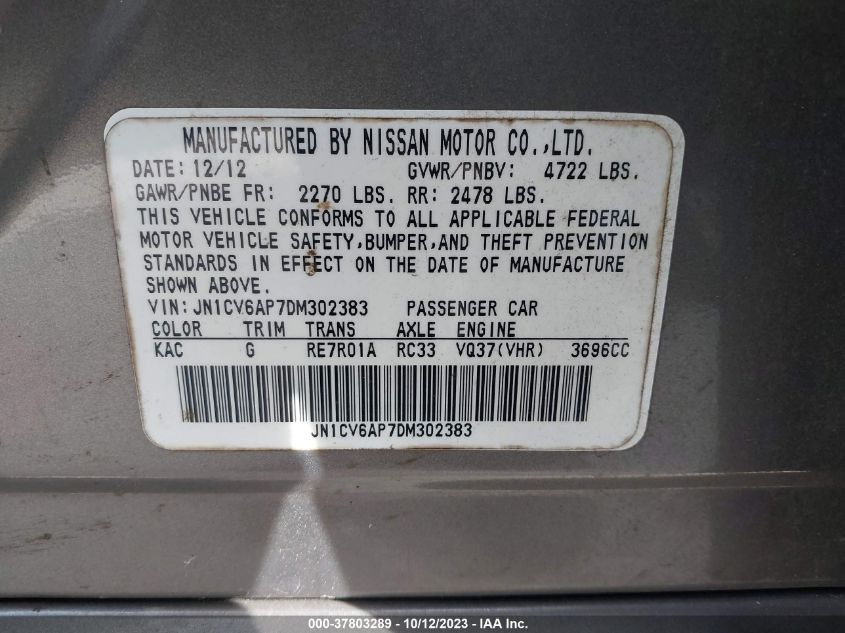 MANUFACTURED BY NISSAN MOTOR CO.,LTD.
DATE: 12/12 GVWR/PNBV: 4722 LBS.
GAWR/PNBE FR: 2270 LBS. RR: 2478 LBS.
THIS VEHICLE CONFORMS TO ALL APPLICABLE FEDERAL
MOTOR VEHICLE SAFETY,BUMPER,AND THEFT PREVENTION
STANDARDS IN EFFECT ON THE DATE OF MANUFACTURE
SHOWN ABOVE.
VIN:JN1CV6AP7DM302383 PASSENGER CAR
COLOR TRIM TRANS AXLE ENGINE
KAC G RE7R01A RC33 VQ37(VHR) 3696CC
JN1CV6AP7DM302383
000-37803289 - 10/12/2023 - IAA Inc.